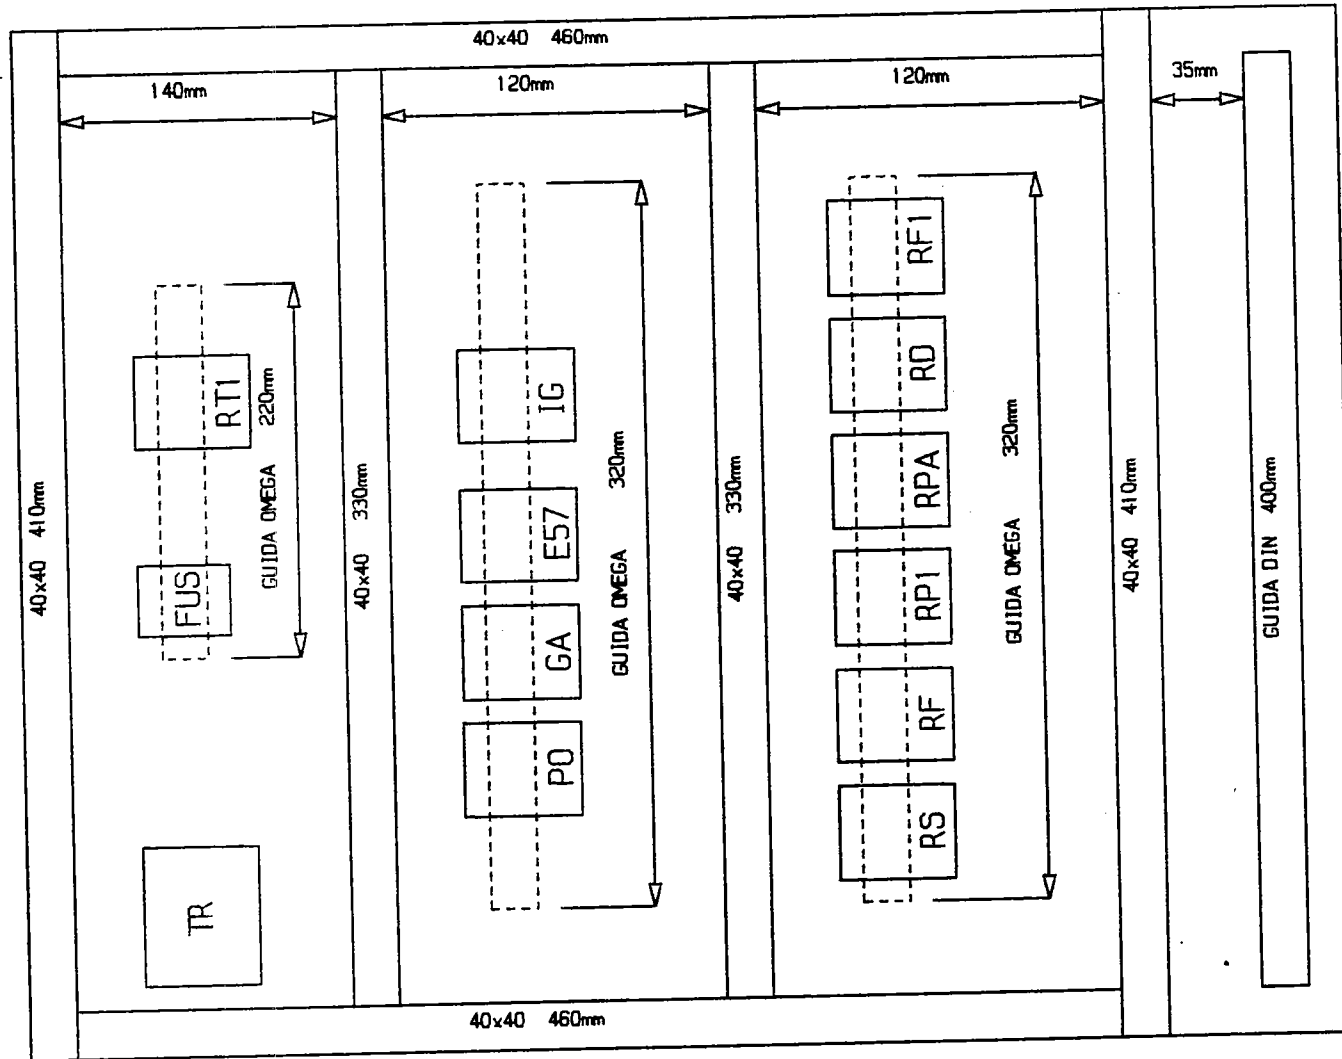 40x40 460mm
140mm
120mm
120mm
35mm
RT1
FUS
TR
GUIDA OMEGA 220mm
IG
E57
GA
PO
GUIDA OMEGA 320mm
RF1
RD
RPA
RP1
RF
RS
GUIDA OMEGA 320mm
40x40 410mm
40x40 330mm
40x40 330mm
40x40 410mm
GUIDA DIN 400mm
40x40 460mm